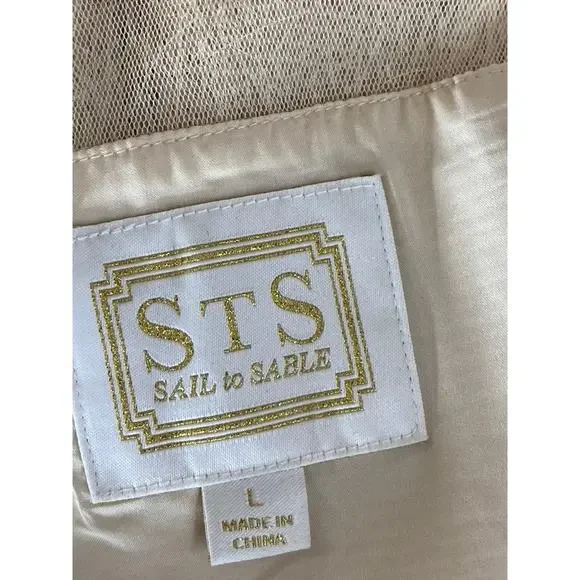 STS
SAIL to SABLE
L
MADE IN
CHINA